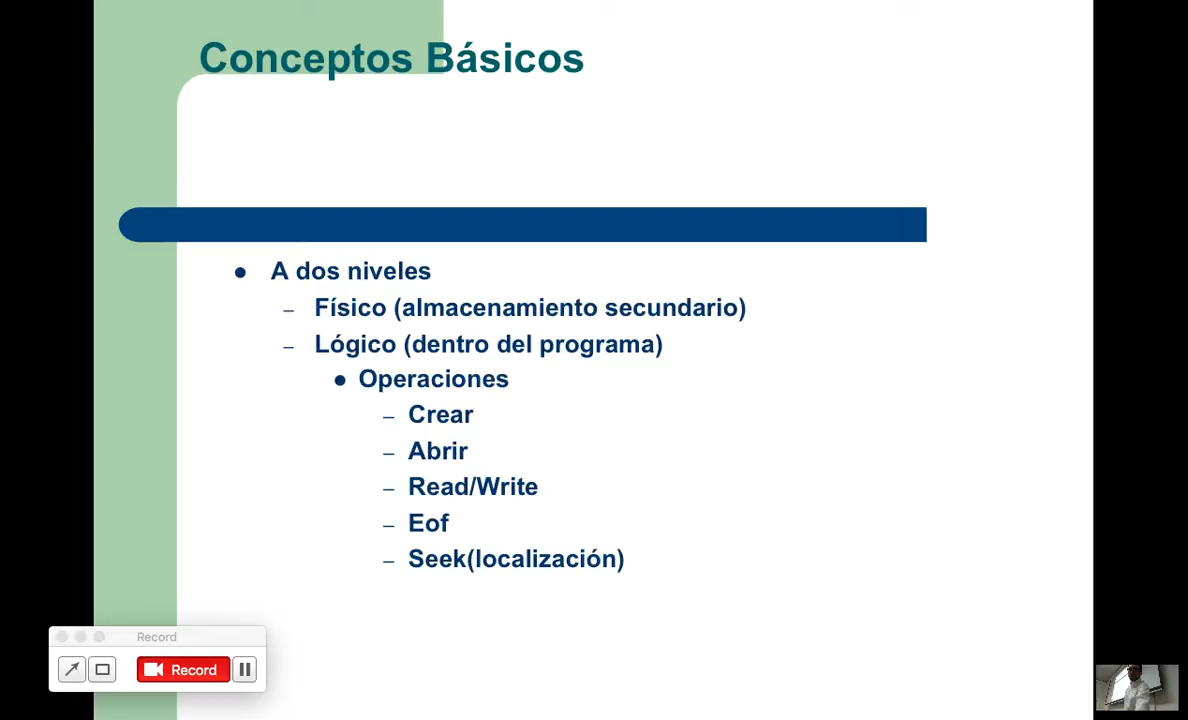 Conceptos Básicos
A dos niveles
Físico (almacenamiento secundario)
Lógico (dentro del programa)
Operaciones
Crear
Abrir
Read/Write
Eof
Seek(localización)
Record
Record